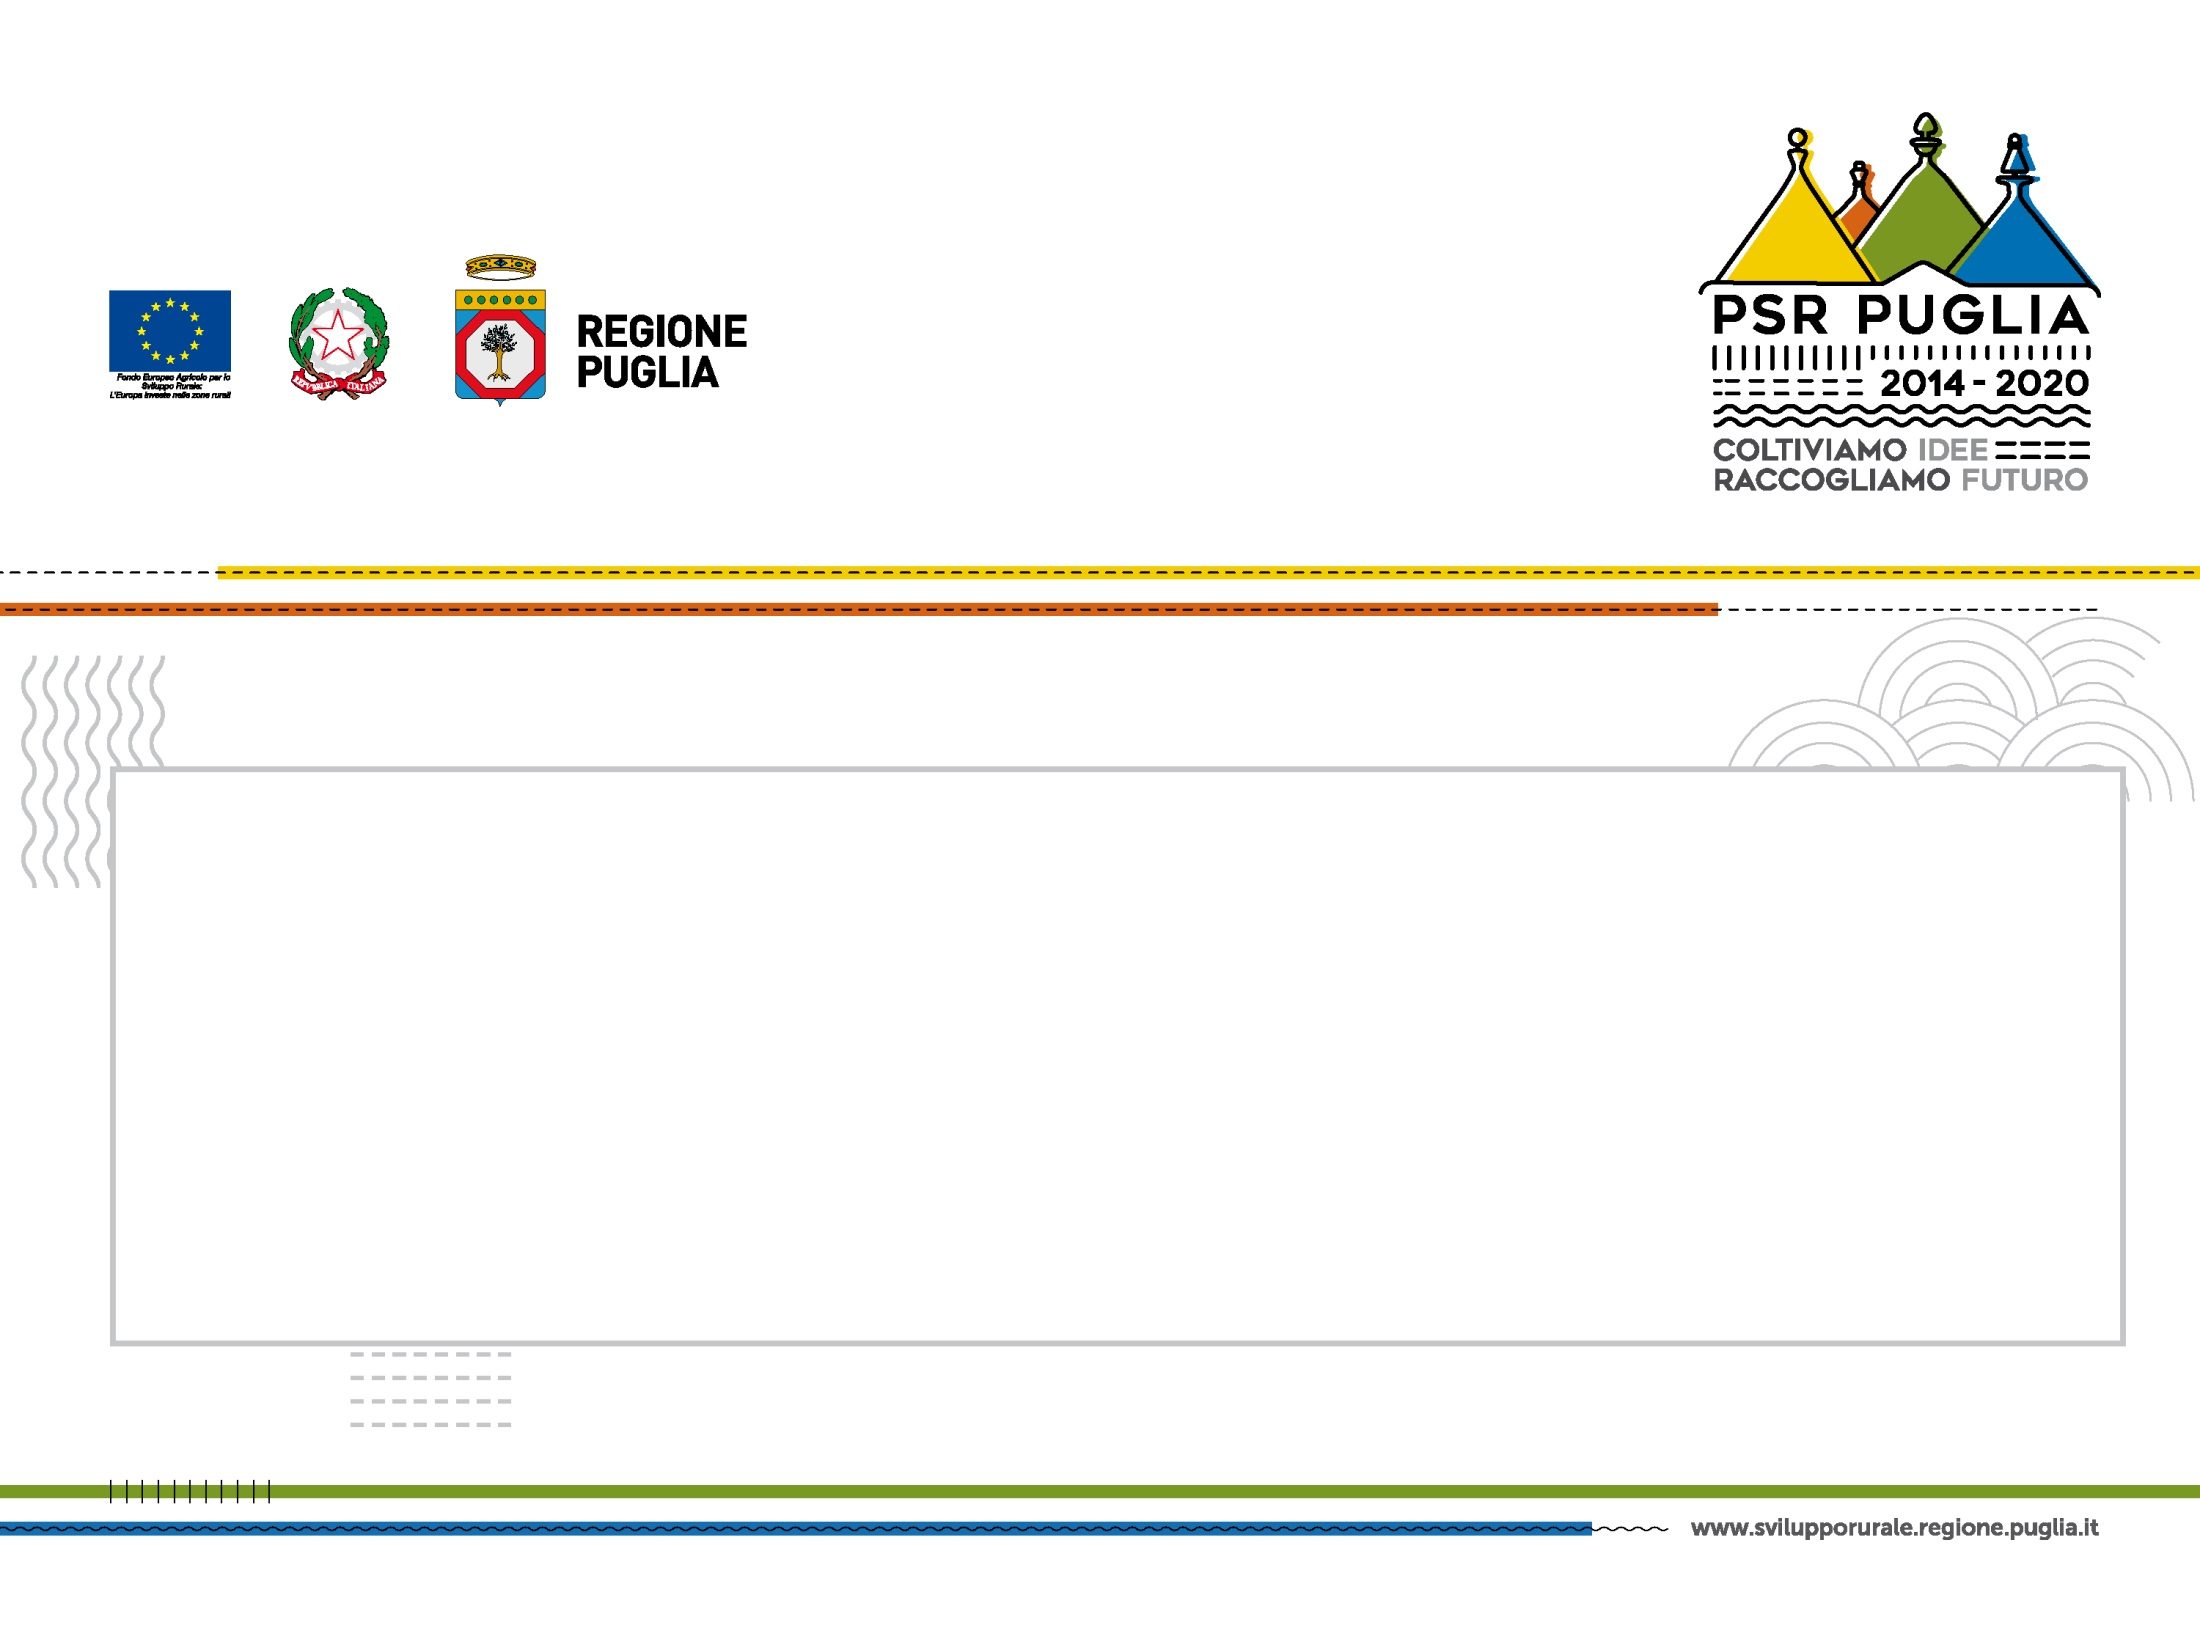 Fondo Europeo Agricolo per lo
Sviluppo Rurale:
L'Europa investe nelle zone rurali
REPVBBLICA ITALIANA
REGIONE
PUGLIA
PSR PUGLIA
2014 - 2020
COLTIVIAMO IDEE
RACCOGLIAMO FUTURO
www.svilupporurale.regione.puglia.it